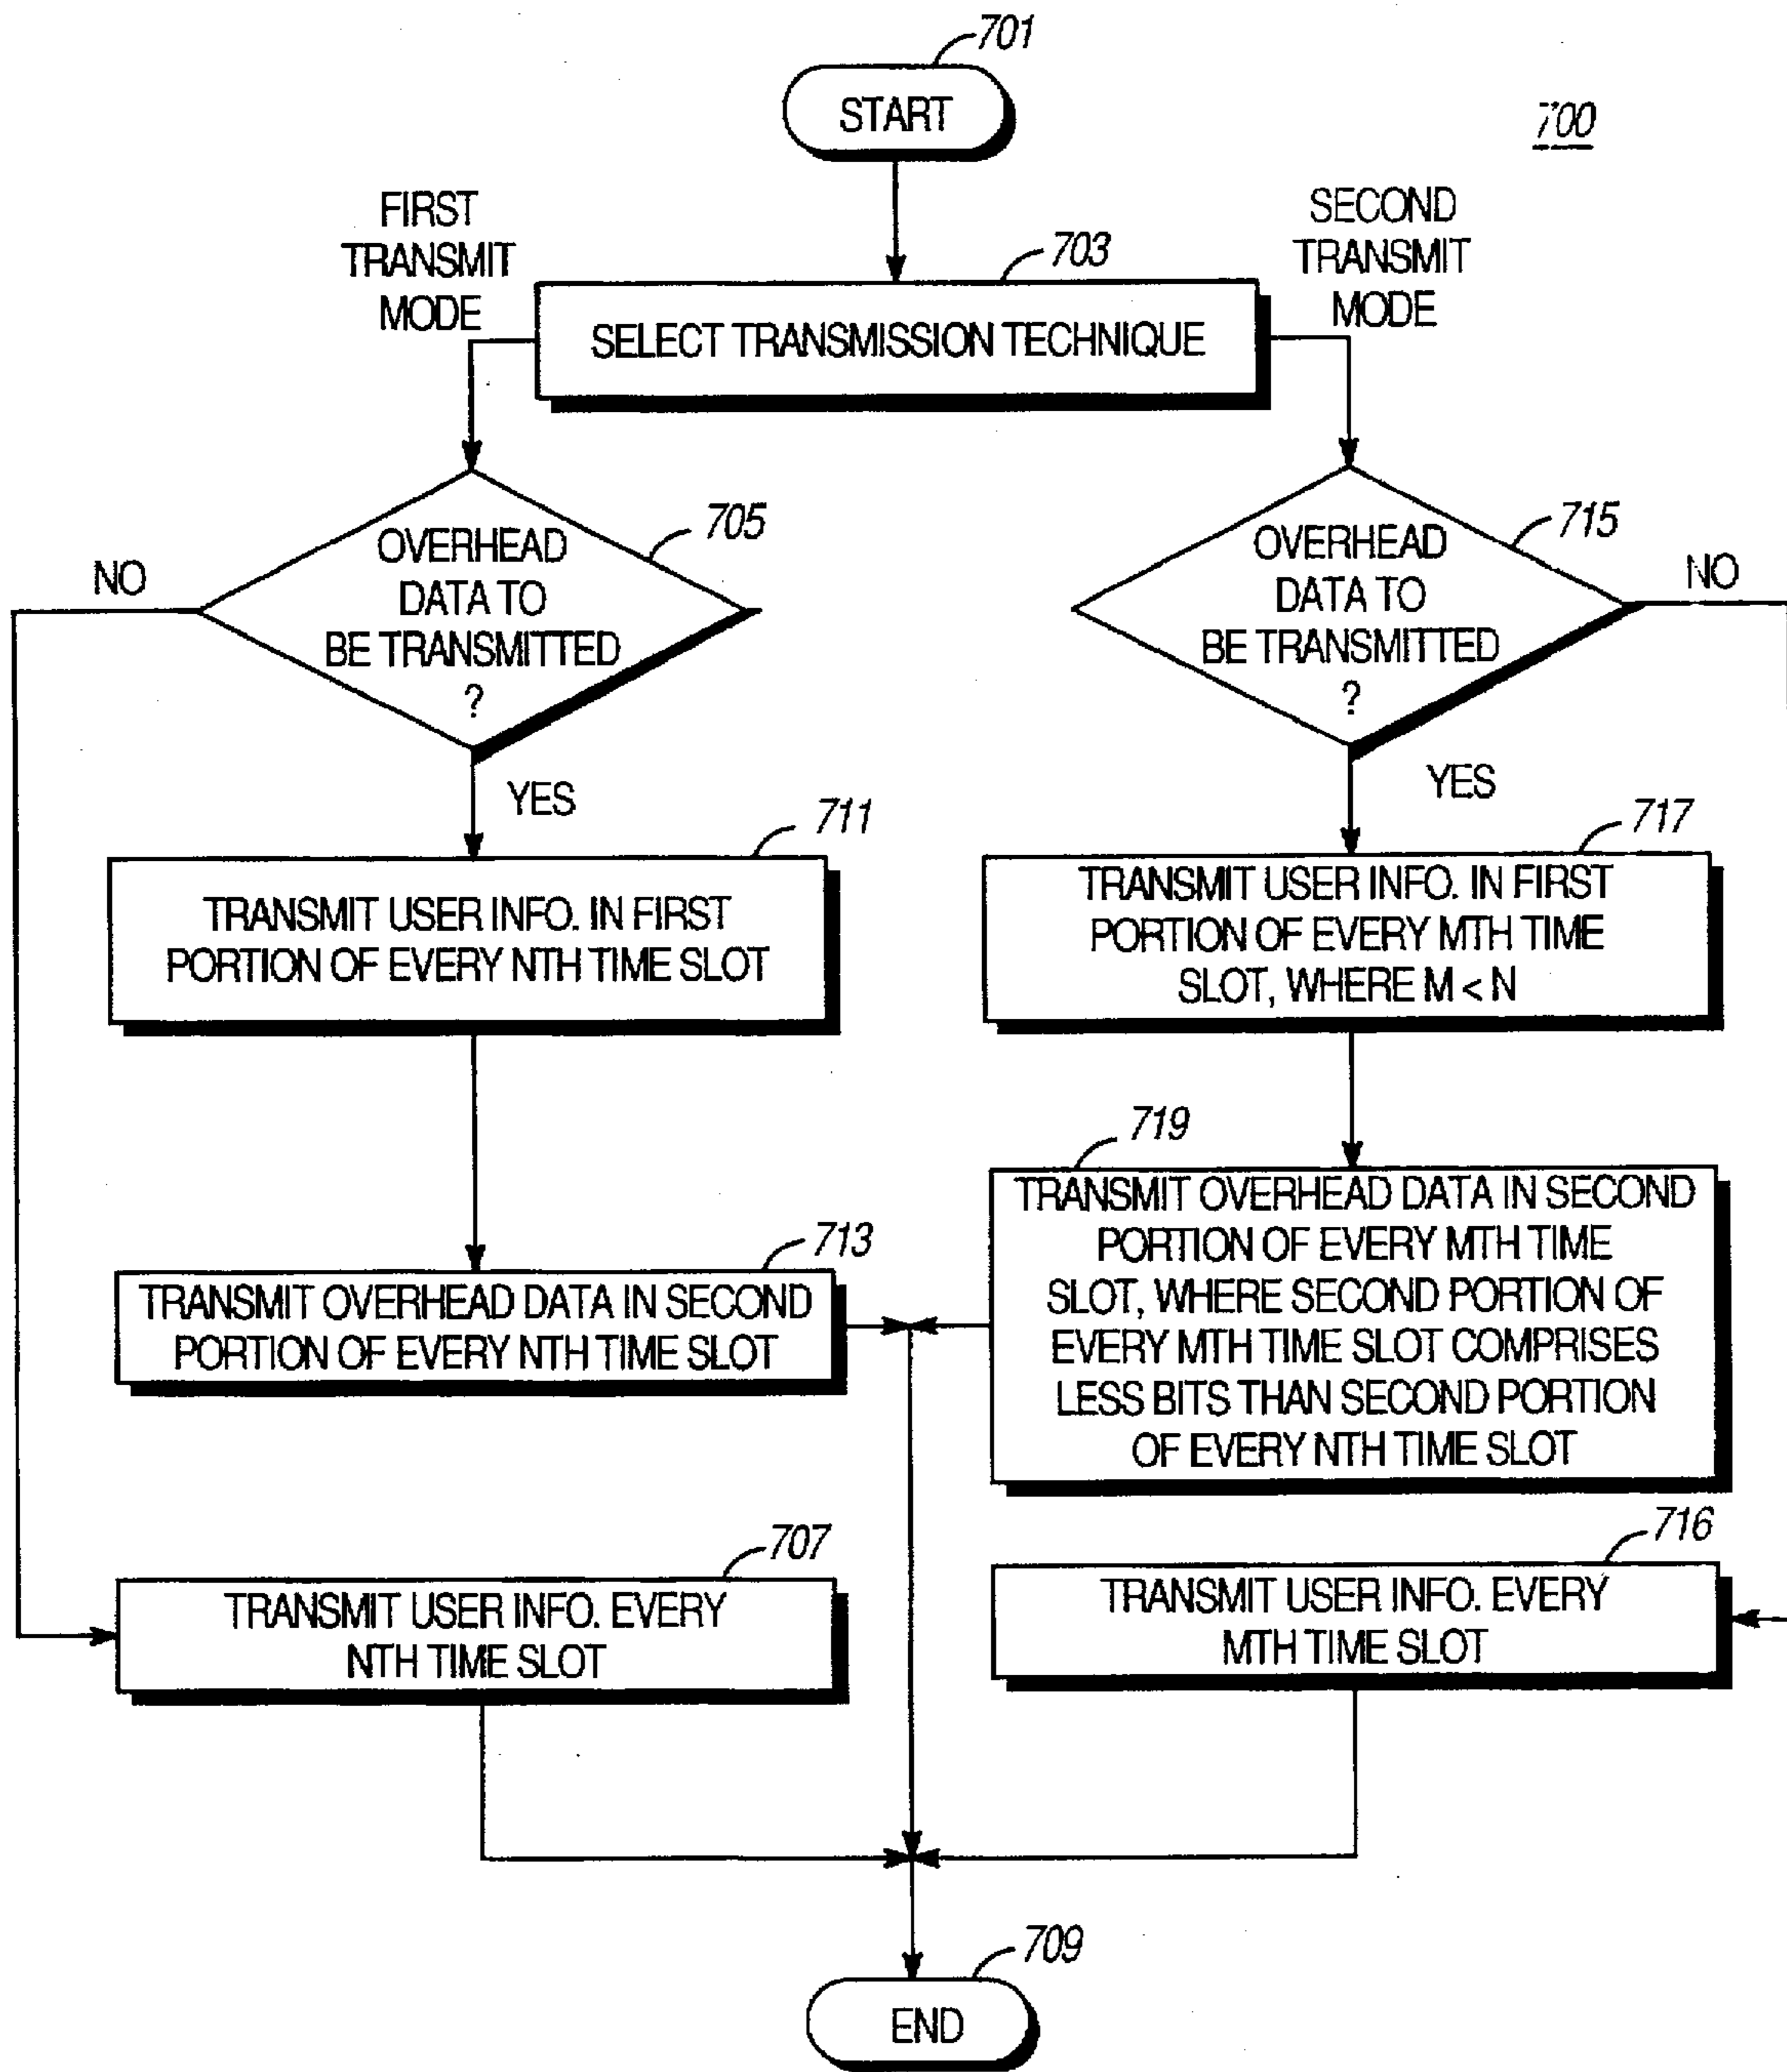 701
START
700
FIRST
TRANSMIT
MODE
SECOND
TRANSMIT
MODE
703
SELECT TRANSMISSION TECHNIQUE
705
OVERHEAD
DATA TO
BE TRANSMITTED
?
NO
YES
715
OVERHEAD
DATA TO
BE TRANSMITTED
?
NO
YES
711
TRANSMIT USER INFO. IN FIRST
PORTION OF EVERY NTH TIME SLOT
717
TRANSMIT USER INFO. IN FIRST
PORTION OF EVERY MTH TIME
SLOT, WHERE M < N
713
TRANSMIT OVERHEAD DATA IN SECOND
PORTION OF EVERY NTH TIME SLOT
719
TRANSMIT OVERHEAD DATA IN SECOND
PORTION OF EVERY MTH TIME
SLOT, WHERE SECOND PORTION OF
EVERY MTH TIME SLOT COMPRISES
LESS BITS THAN SECOND PORTION
OF EVERY NTH TIME SLOT
707
TRANSMIT USER INFO. EVERY
NTH TIME SLOT
716
TRANSMIT USER INFO. EVERY
MTH TIME SLOT
709
END